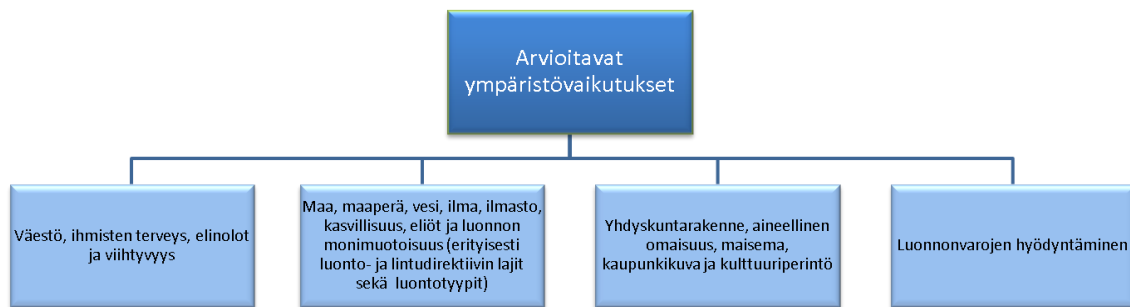 Arvioitavat
ympäristövaikutukset
Väestö, ihmisten terveys, elinolot
ja viihtyvyys
Maa, maaperä, vesi, ilma, ilmasto,
kasvillisuus, eliöt ja luonnon
monimuotoisuus (erityisesti
luonto- ja lintudirektiivin lajit
sekä luontotyypit)
Yhdyskuntarakenne, aineellinen
omaisuus, maisema,
kaupunkikuva ja kulttuuriperintö
Luonnonvarojen hyödyntäminen